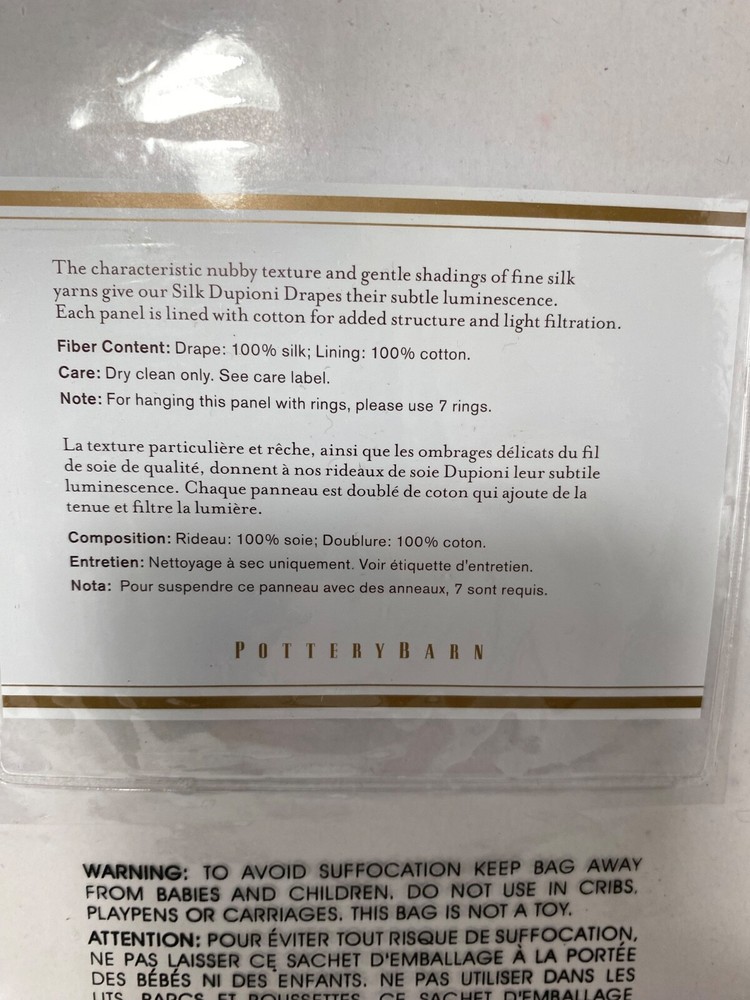 The characteristic nubby texture and gentle shadings of fine silk
yarns give our Silk Dupioni Drapes their subtle luminescence.
Each panel is lined with cotton for added structure and light filtration.
Fiber Content: Drape: 100% silk; Lining: 100% cotton.
Care: Dry clean only. See care label.
Note: For hanging this panel with rings, please use 7 rings.
La texture particulière et rêche, ainsi que les ombrages délicats du fil
de soie de qualité, donnent à nos rideaux de soie Dupioni leur subtile
luminescence. Chaque panneau est doublé de coton qui ajoute de la
tenue et filtre la lumière.
Composition: Rideau: 100% soie; Doublure: 100% coton.
Entretien: Nettoyage à sec uniquement. Voir étiquette d'entretien.
Nota: Pour suspendre ce panneau avec des anneaux, 7 sont requis.
POTTERY BARN
WARNING: TO AVOID SUFFOCATION KEEP BAG AWAY
FROM BABIES AND CHILDREN. DO NOT USE IN CRIBS.
PLAYPENS OR CARRIAGES. THIS BAG IS NOT A TOY.
ATTENTION: POUR ÉVITER TOUT RISQUE DE SUFFOCATION,
NE PAS LAISSER CE SACHET D'EMBALLAGE À LA PORTÉE
DES BÉBÉS NI DES ENFANTS. NE PAS UTILISER DANS LES
LITS, PARCS ET POUSSETTES. CE SACHET D'EMBALLAGE